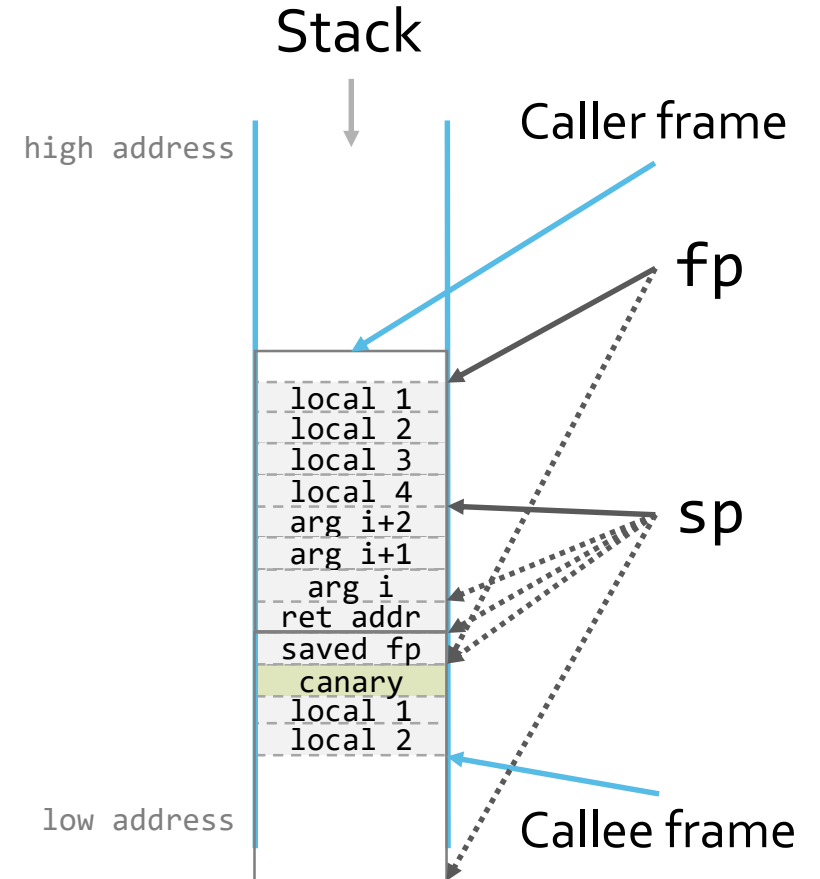 Stack
Caller frame
high address
fp
local 1
local 2
local 3
local 4
sp
arg i+2
arg i+1
arg i
ret addr
saved fp
canary
local 1
local 2
low address
Callee frame